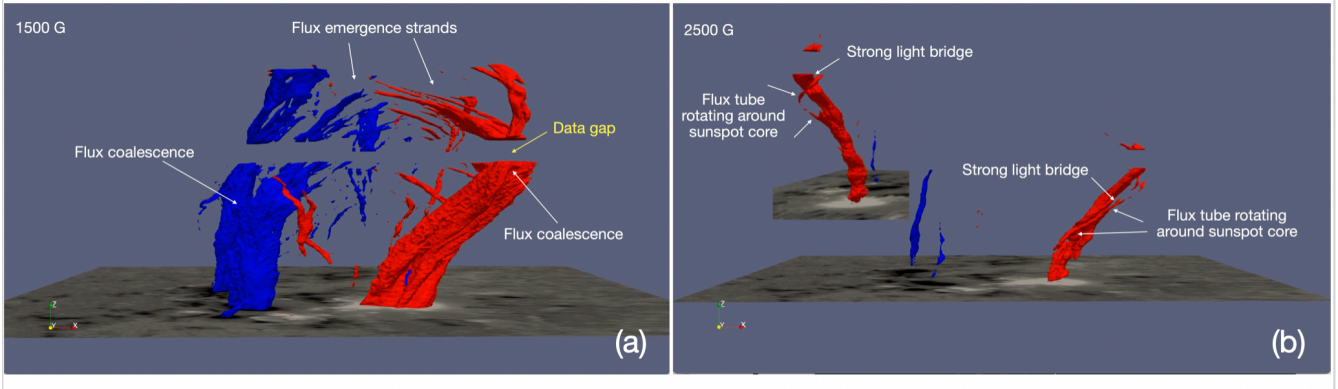 1500 G
Flux emergence strands
Data gap
Flux coalescence
Flux coalescence
Z
Y
X
(a)
2500 G
Strong light bridge
Flux tube
rotating around
sunspot core
Strong light bridge
Flux tube rotating
around sunspot core
Z
Y
X
(b)